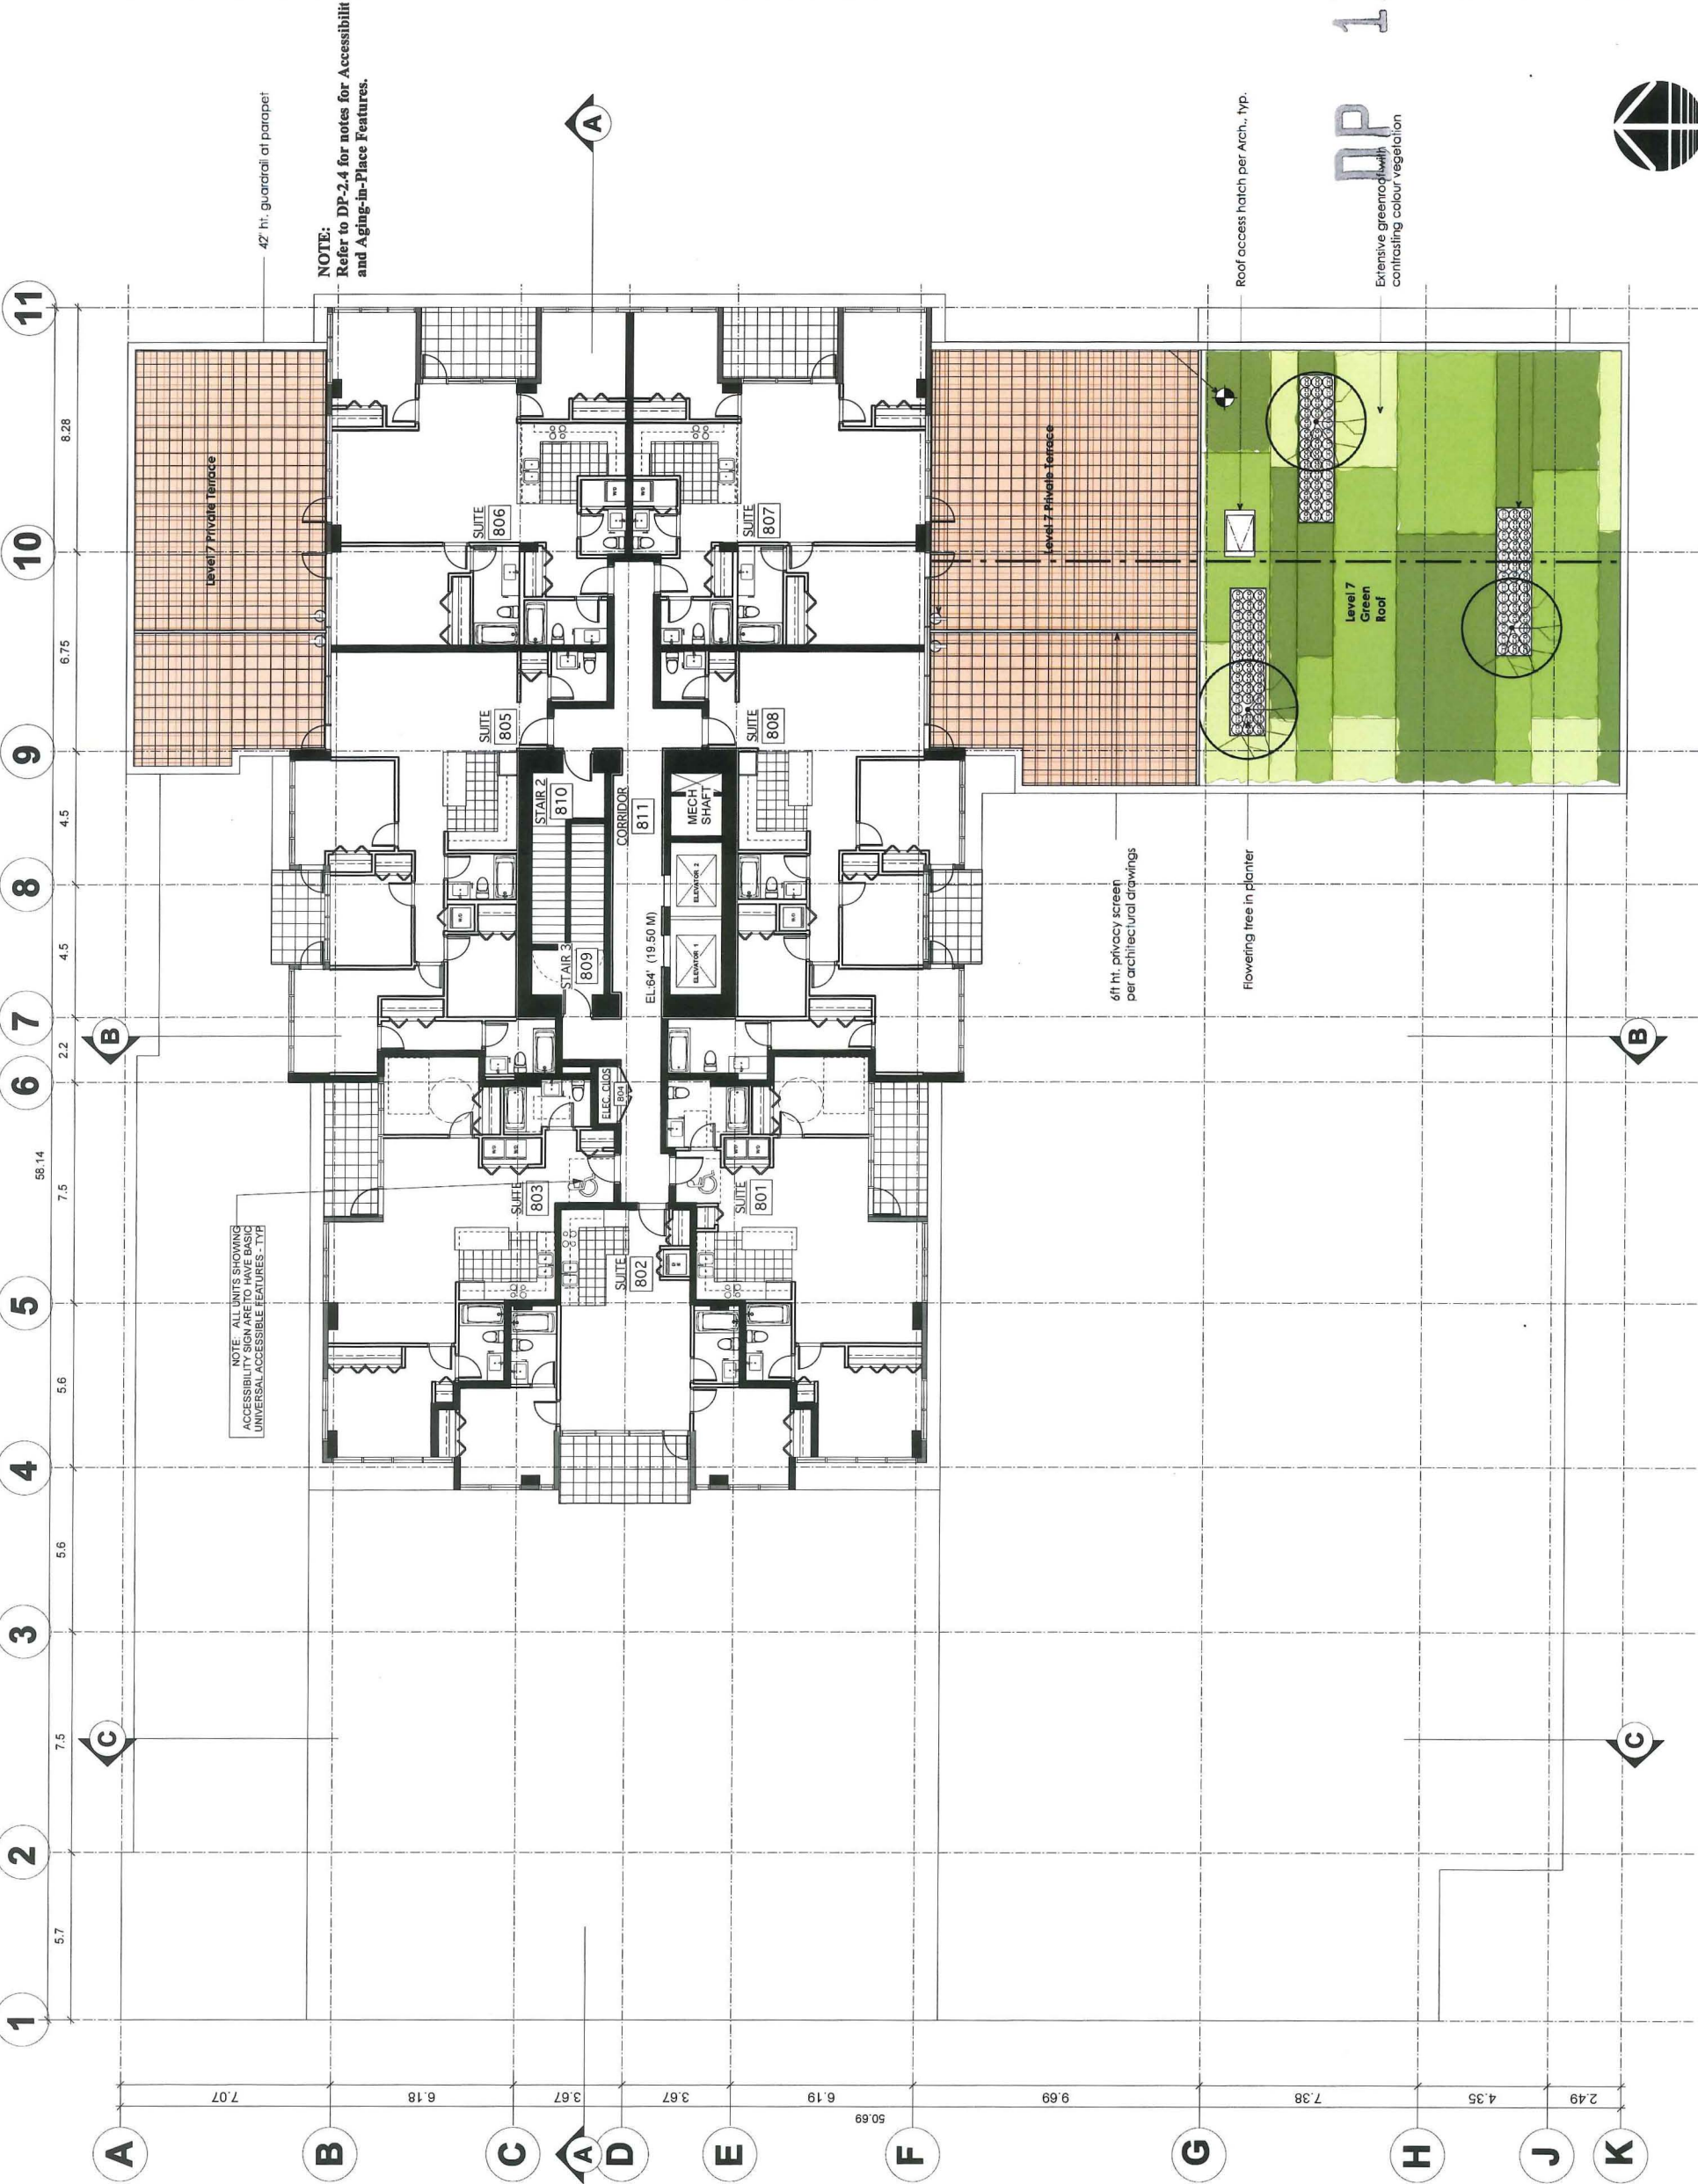 1
2
3
4
5
6
7
8
9
10
11
5.7
7.5
5.6
5.6
7.5
2.2
4.5
4.5
6.75
8.28
58.14
A
B
C
D
E
F
G
H
J
K
7.07
6.18
3.67
3.67
6.19
9.69
7.38
4.35
2.49
50.69
A
A
B
B
C
C
42" ht. guardrail at parapet
NOTE:
Refer to DP-2.4 for notes for Accessibilit
and Aging-in-Place Features.
NOTE: ALL UNITS SHOWING
ACCESSIBILITY SIGN ARE TO HAVE BASIC
UNIVERSAL ACCESSIBLE FEATURES - TYP
Level 7 Private Terrace
Level 7 Private Terrace
Level 7
Green
Roof
SUITE
801
SUITE
802
SUITE
803
ELEC. CLOS
804
SUITE
805
SUITE
806
SUITE
807
SUITE
808
STAIR 3
809
STAIR 2
810
CORRIDOR
811
MECH
SHAFT
ELEVATOR 1
ELEVATOR 2
EL:64' (19.50 M)
W/D
W/D
W/D
W/D
6ft ht. privacy screen
per architectural drawings
Flowering tree in planter
Roof access hatch per Arch., typ.
Extensive greenroof with
contrasting colour vegetation
DP 1